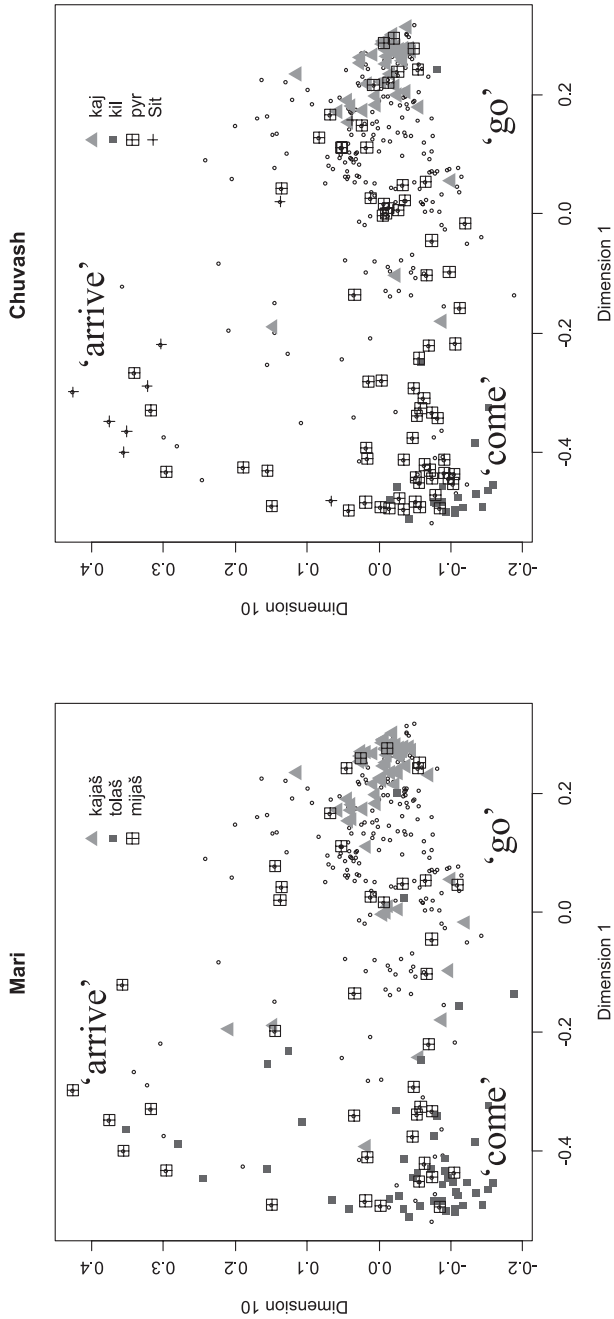 Mari
Dimension 10
-0.2
-0.1
0.0
0.1
0.2
0.3
0.4
-0.4
-0.2
0.0
0.2
Dimension 1
kajaš
tolaš
mijaš
‘arrive’
‘come’
‘go’
Chuvash
Dimension 10
-0.2
-0.1
0.0
0.1
0.2
0.3
0.4
-0.4
-0.2
0.0
0.2
Dimension 1
kaj
kil
pyr
Sit
‘arrive’
‘come’
‘go’